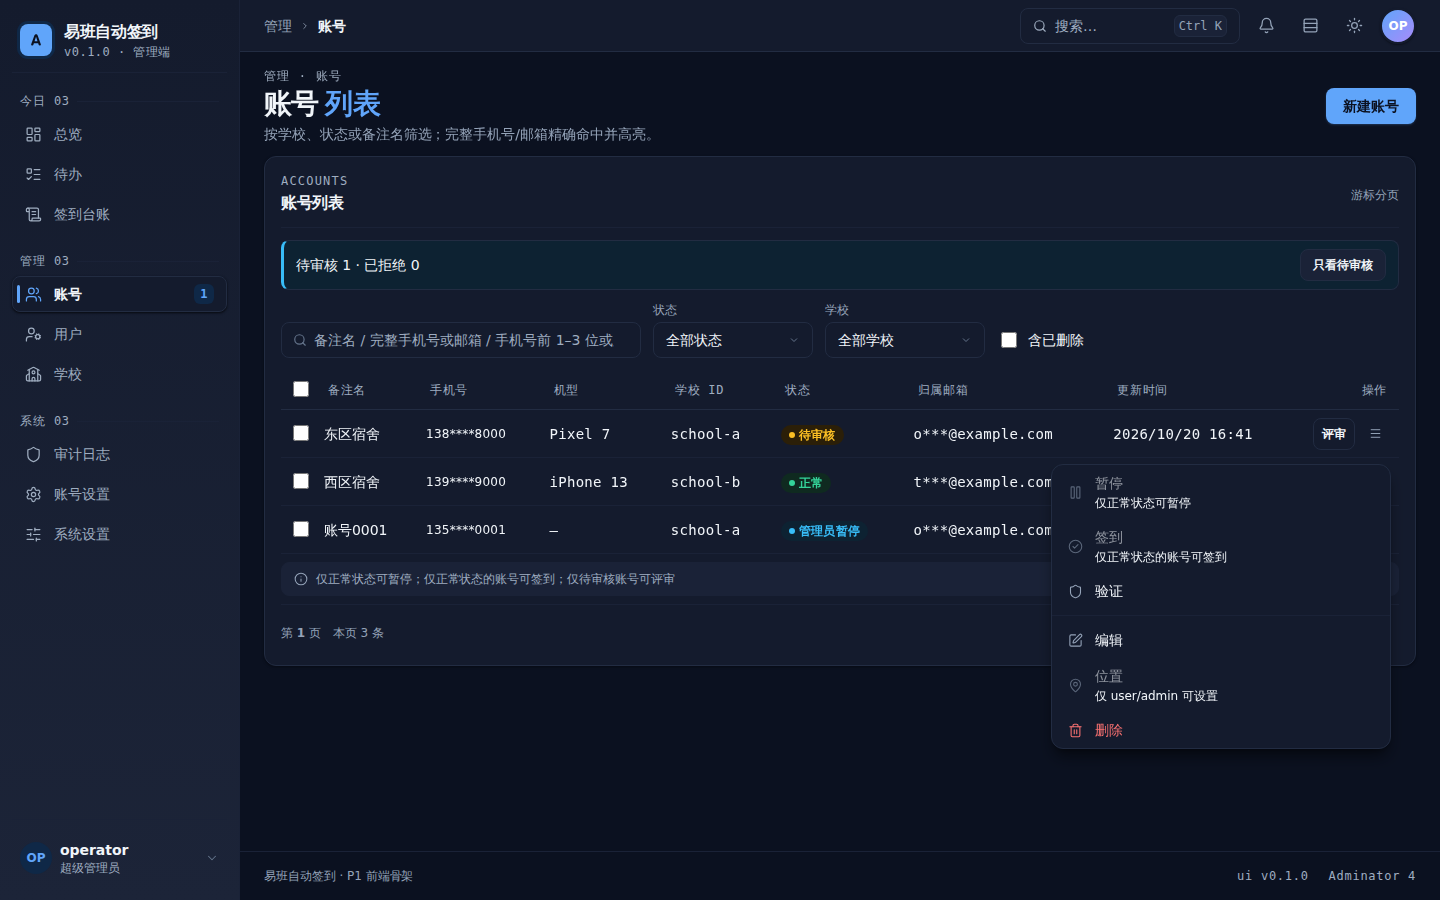 A
易班自动签到
v0.1.0 · 管理端
今日 03
总览
待办
签到台账
管理 03
账号 1
用户
学校
系统 03
审计日志
账号设置
系统设置
OP
operator
超级管理员
管理 › 账号
搜索… Ctrl K
OP
管理 · 账号
账号 列表
按学校、状态或备注名筛选；完整手机号/邮箱精确命中并高亮。
新建账号
ACCOUNTS
账号列表
游标分页
待审核 1 · 已拒绝 0
只看待审核
状态
学校
备注名 / 完整手机号或邮箱 / 手机号前 1–3 位或
全部状态
全部学校
含已删除
备注名 手机号 机型 学校 ID 状态 归属邮箱 更新时间 操作
东区宿舍 138****8000 Pixel 7 school-a 待审核 o***@example.com 2026/10/20 16:41 评审
西区宿舍 139****9000 iPhone 13 school-b 正常 t***@example.com
账号0001 135****0001 — school-a 管理员暂停 o***@example.com
仅正常状态可暂停；仅正常状态的账号可签到；仅待审核账号可评审
第 1 页 本页 3 条
暂停
仅正常状态可暂停
签到
仅正常状态的账号可签到
验证
编辑
位置
仅 user/admin 可设置
删除
易班自动签到 · P1 前端骨架
ui v0.1.0 Adminator 4